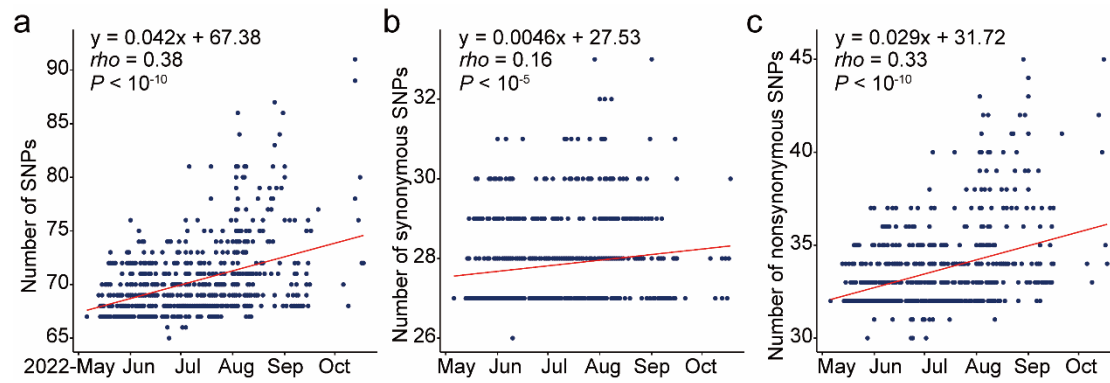 a
y = 0.042x + 67.38
rho = 0.38
P < 10-10
Number of SNPs
90
85
80
75
70
65
2022-May Jun Jul Aug Sep Oct
b
y = 0.0046x + 27.53
rho = 0.16
P < 10-5
Number of synonymous SNPs
32
30
28
26
May Jun Jul Aug Sep Oct
c
y = 0.029x + 31.72
rho = 0.33
P < 10-10
Number of nonsynonymous SNPs
45
40
35
30
May Jun Jul Aug Sep Oct